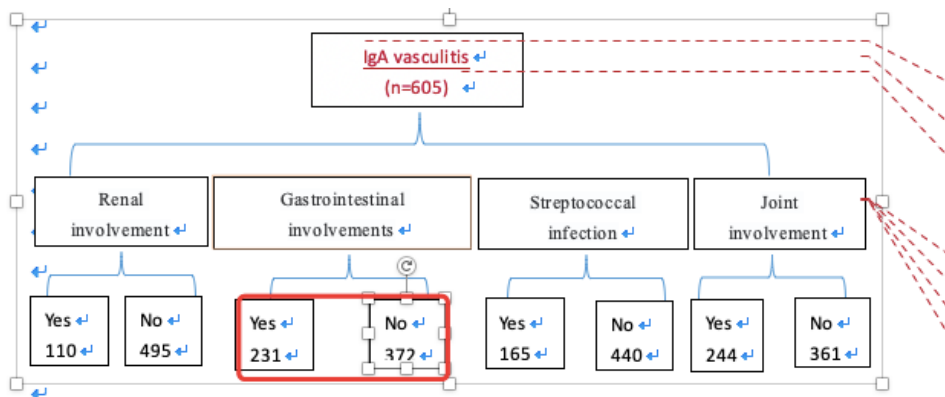 IgA vasculitis
(n=605)
Renal
involvement
Gastrointestinal
involvements
Streptococcal
infection
Joint
involvement
Yes
110
No
495
Yes
231
No
372
Yes
165
No
440
Yes
244
No
361